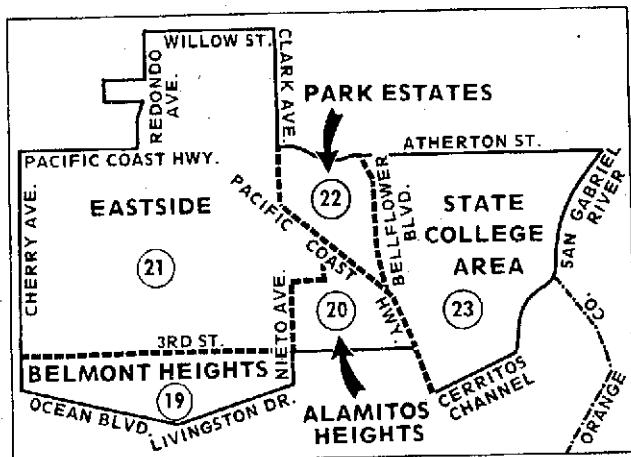 WILLOW ST.
REDONDO
AVE.
CLARK AVE.
PARK ESTATES
ATHERTON ST.
PACIFIC COAST HWY.
CHERRY AVE.
EASTSIDE
21
22
PACIFIC COAST HWY.
BELLFLOWER
BLVD.
STATE
COLLEGE
AREA
23
SAN GABRIEL
RIVER
NIETO AVE.
20
3RD ST.
BELMONT HEIGHTS
19
OCEAN BLVD.
LIVINGSTON DR.
ALAMITOS
HEIGHTS
CERRITOS
CHANNEL
ORANGE CO.